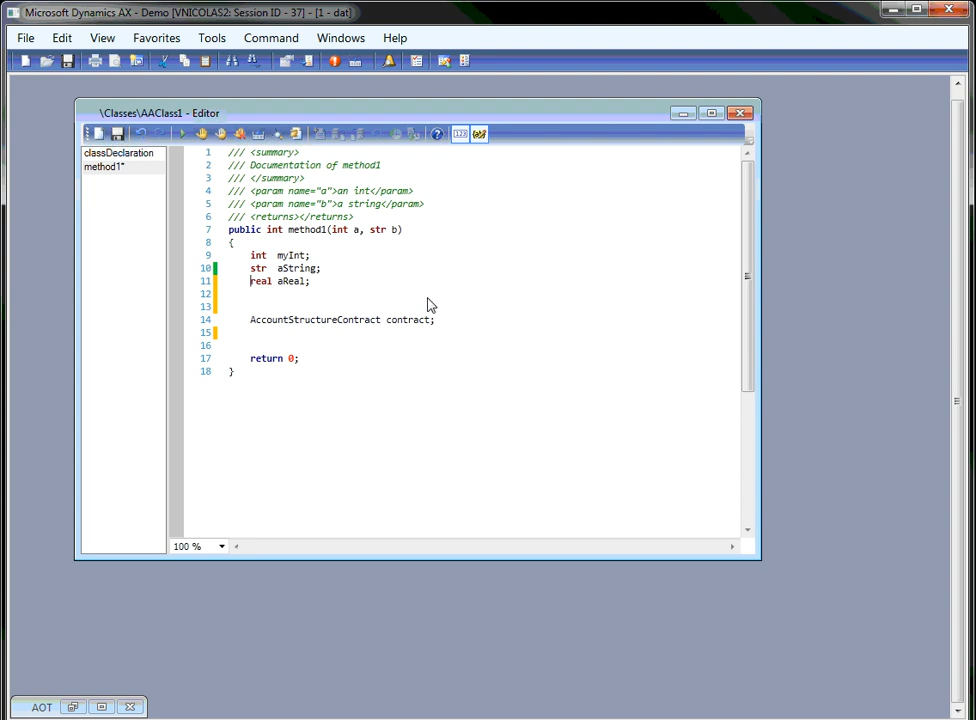 Microsoft Dynamics AX - Demo [VNICOLAS2: Session ID - 37] - [1 - dat]
File Edit View Favorites Tools Command Windows Help
\Classes\AAClass1 - Editor
classDeclaration
method1*
1 /// <summary>
2 /// Documentation of method1
3 /// </summary>
4 /// <param name="a">an int</param>
5 /// <param name="b">a string</param>
6 /// <returns></returns>
7 public int method1(int a, str b)
8 {
9 int myInt;
10 str aString;
11 real aReal;
12
13
14 AccountStructureContract contract;
15
16
17 return 0;
18 }
100 %
AOT